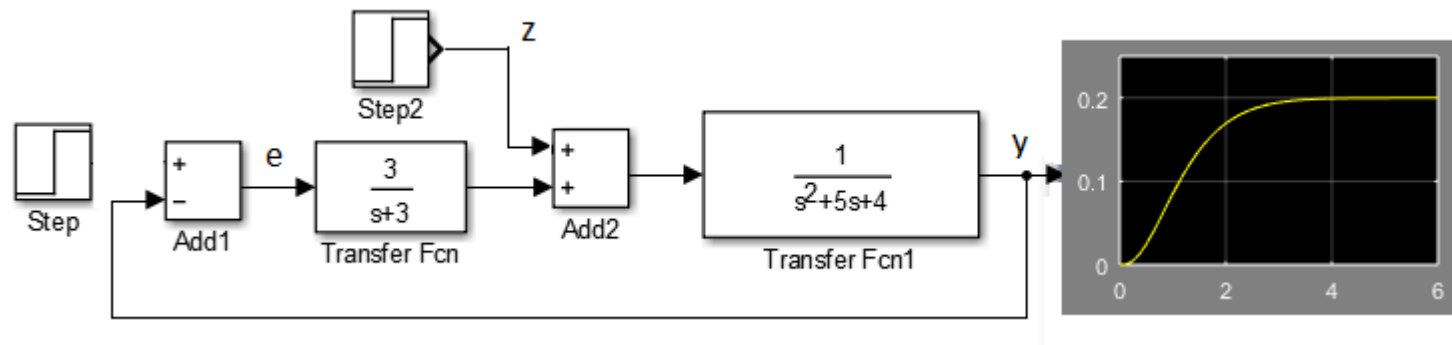 z
Step2
Step
+
−
Add1
e
3
s+3
Transfer Fcn
+
+
Add2
1
s²+5s+4
Transfer Fcn1
y
0.2
0.1
0
0 2 4 6